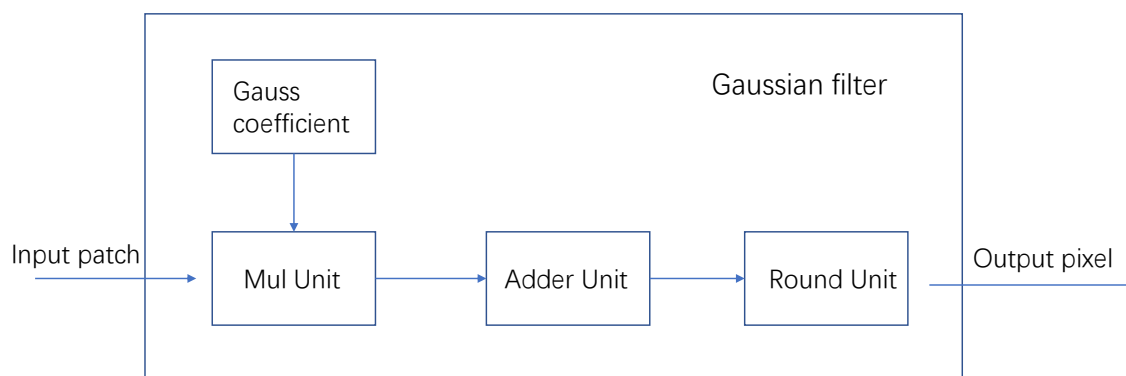 Gaussian filter
Gauss
coefficient
Input patch
Mul Unit
Adder Unit
Round Unit
Output pixel